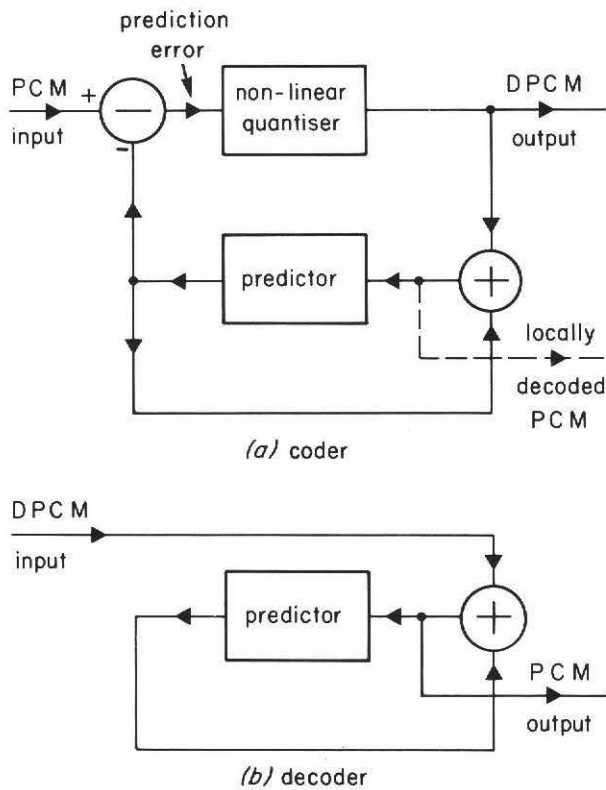 prediction
error
PCM
input
+
−
-
non-linear
quantiser
DPCM
output
predictor
+
locally
decoded
PCM
(a) coder
DPCM
input
predictor
+
PCM
output
(b) decoder